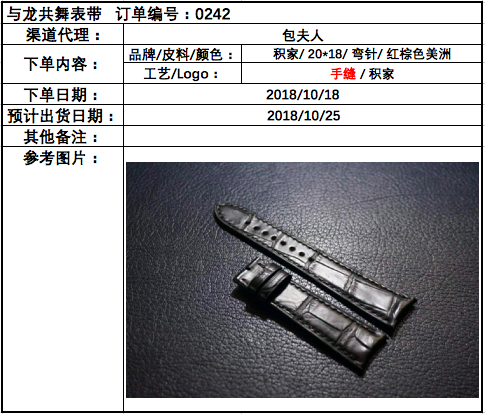 与龙共舞表带 订单编号：0242
渠道代理： 包夫人
下单内容： 品牌/皮料/颜色： 积家/ 20*18/ 弯针/ 红棕色美洲
工艺/Logo： 手缝 / 积家
下单日期： 2018/10/18
预计出货日期： 2018/10/25
其他备注：
参考图片：